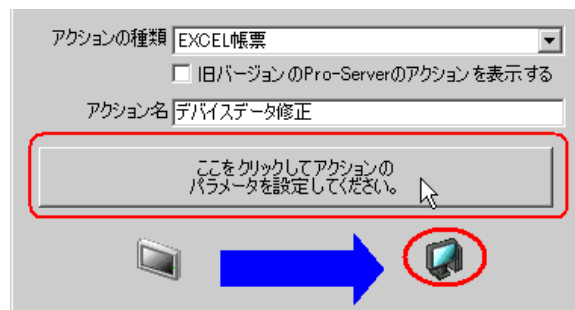 アクションの種類 EXCEL帳票
旧バージョンのPro-Serverのアクションを表示する
アクション名 デバイスデータ修正
ここをクリックしてアクションの
パラメータを設定してください。